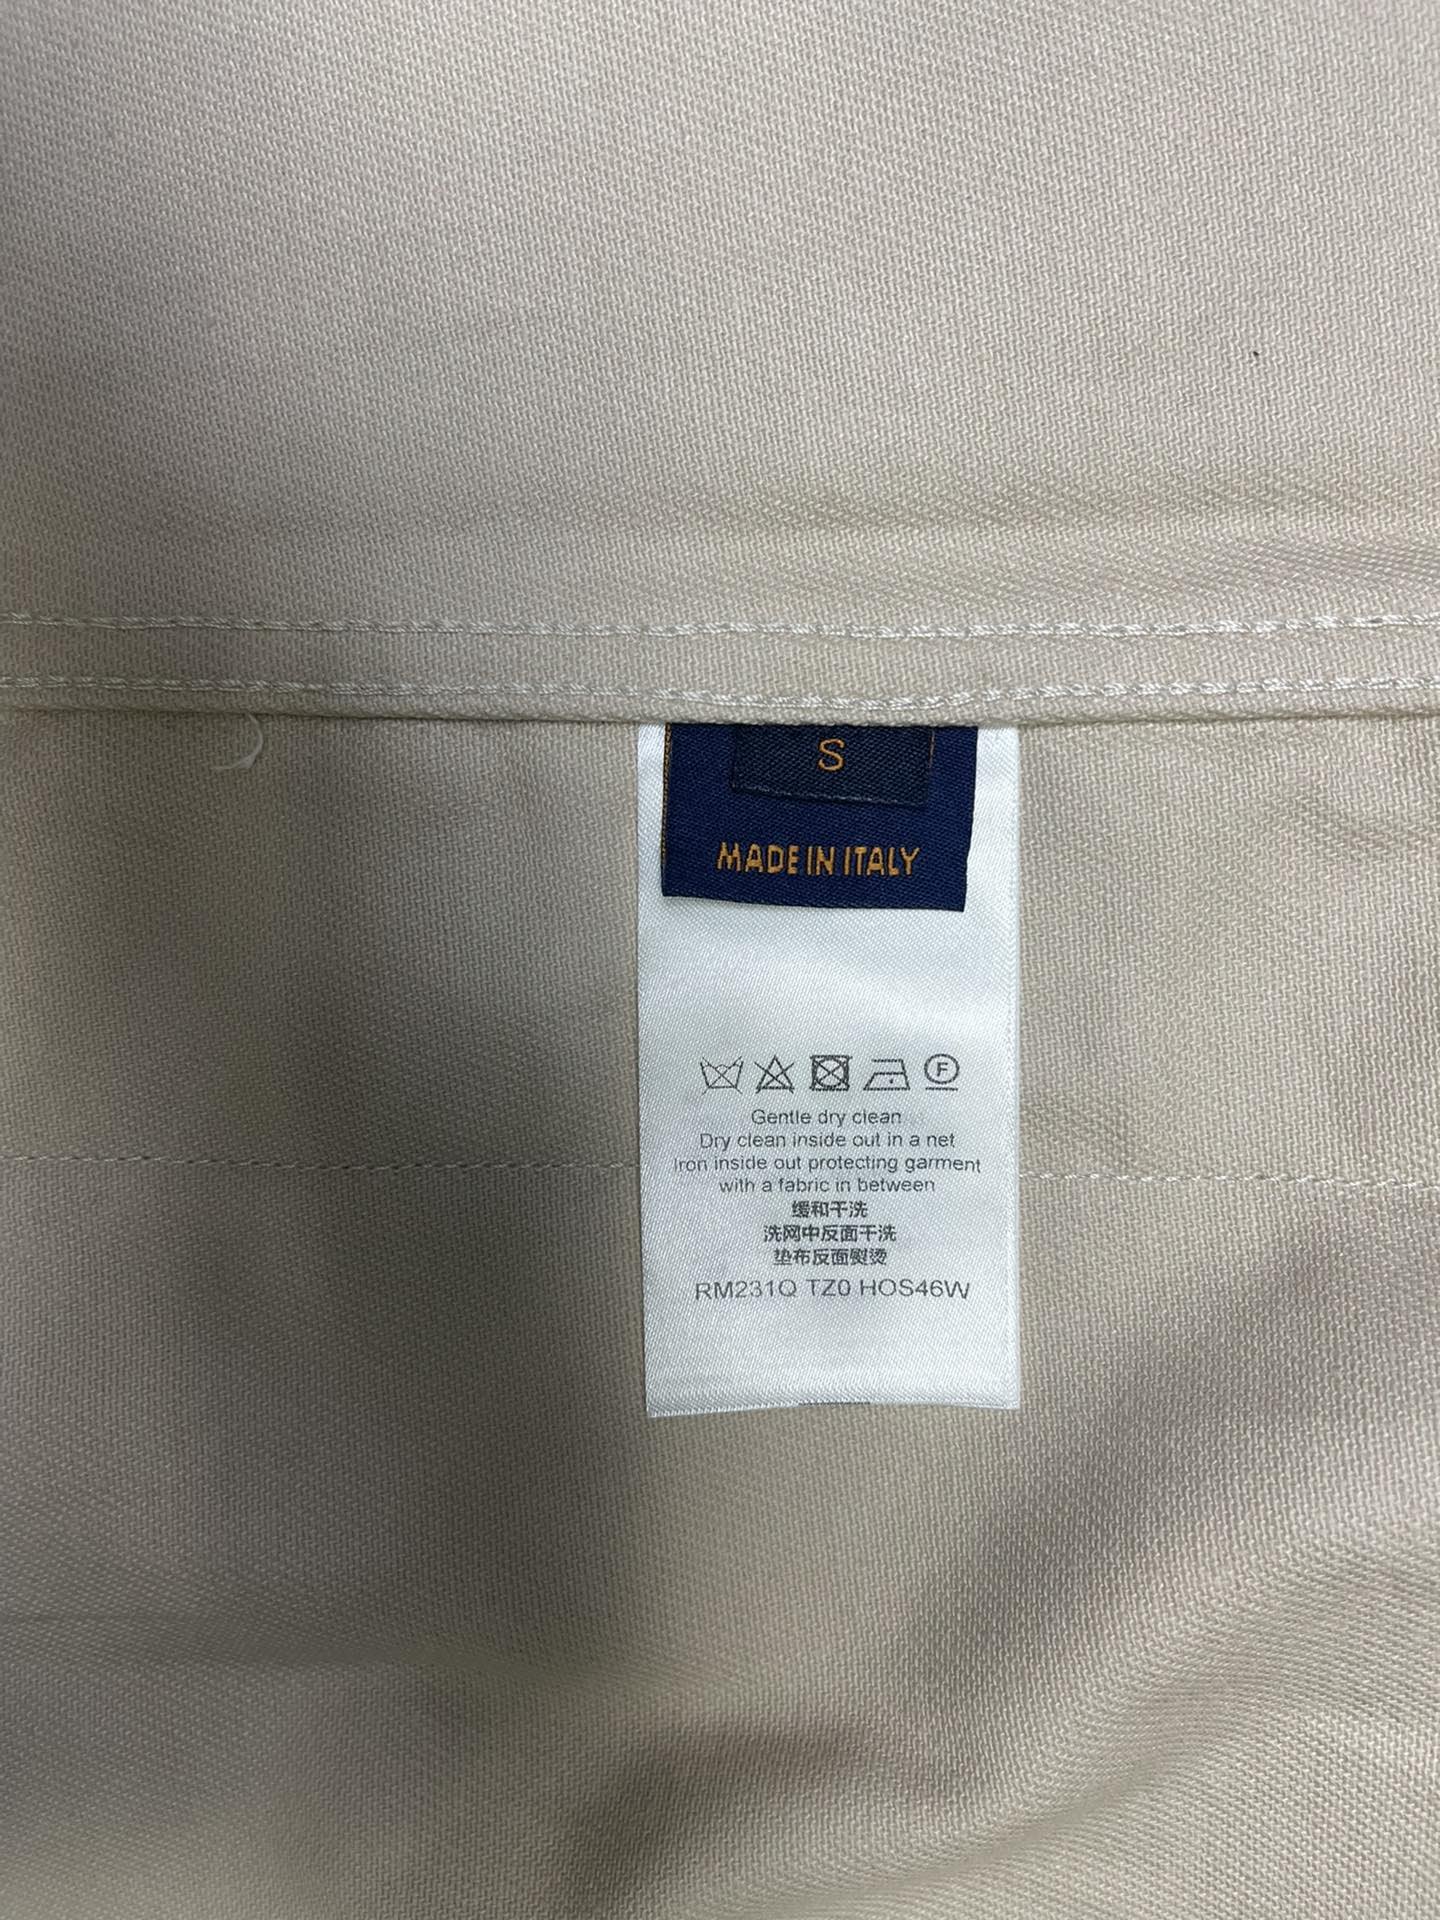 S
MADE IN ITALY
F
Gentle dry clean
Dry clean inside out in a net
Iron inside out protecting garment
with a fabric in between
缓和干洗
洗网中反面干洗
垫布反面熨烫
RM231Q TZ0 HOS46W